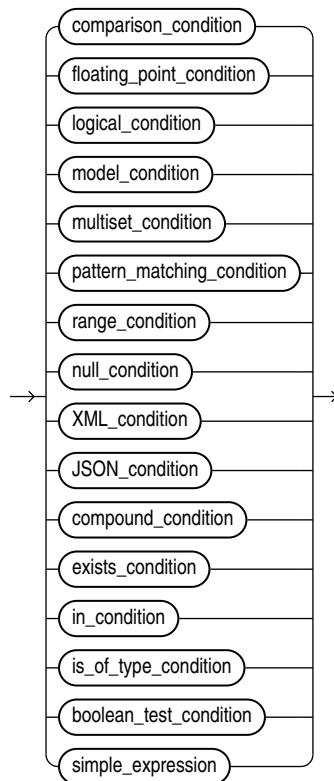 comparison_condition
floating_point_condition
logical_condition
model_condition
multiset_condition
pattern_matching_condition
range_condition
null_condition
XML_condition
JSON_condition
compound_condition
exists_condition
in_condition
is_of_type_condition
boolean_test_condition
simple_expression